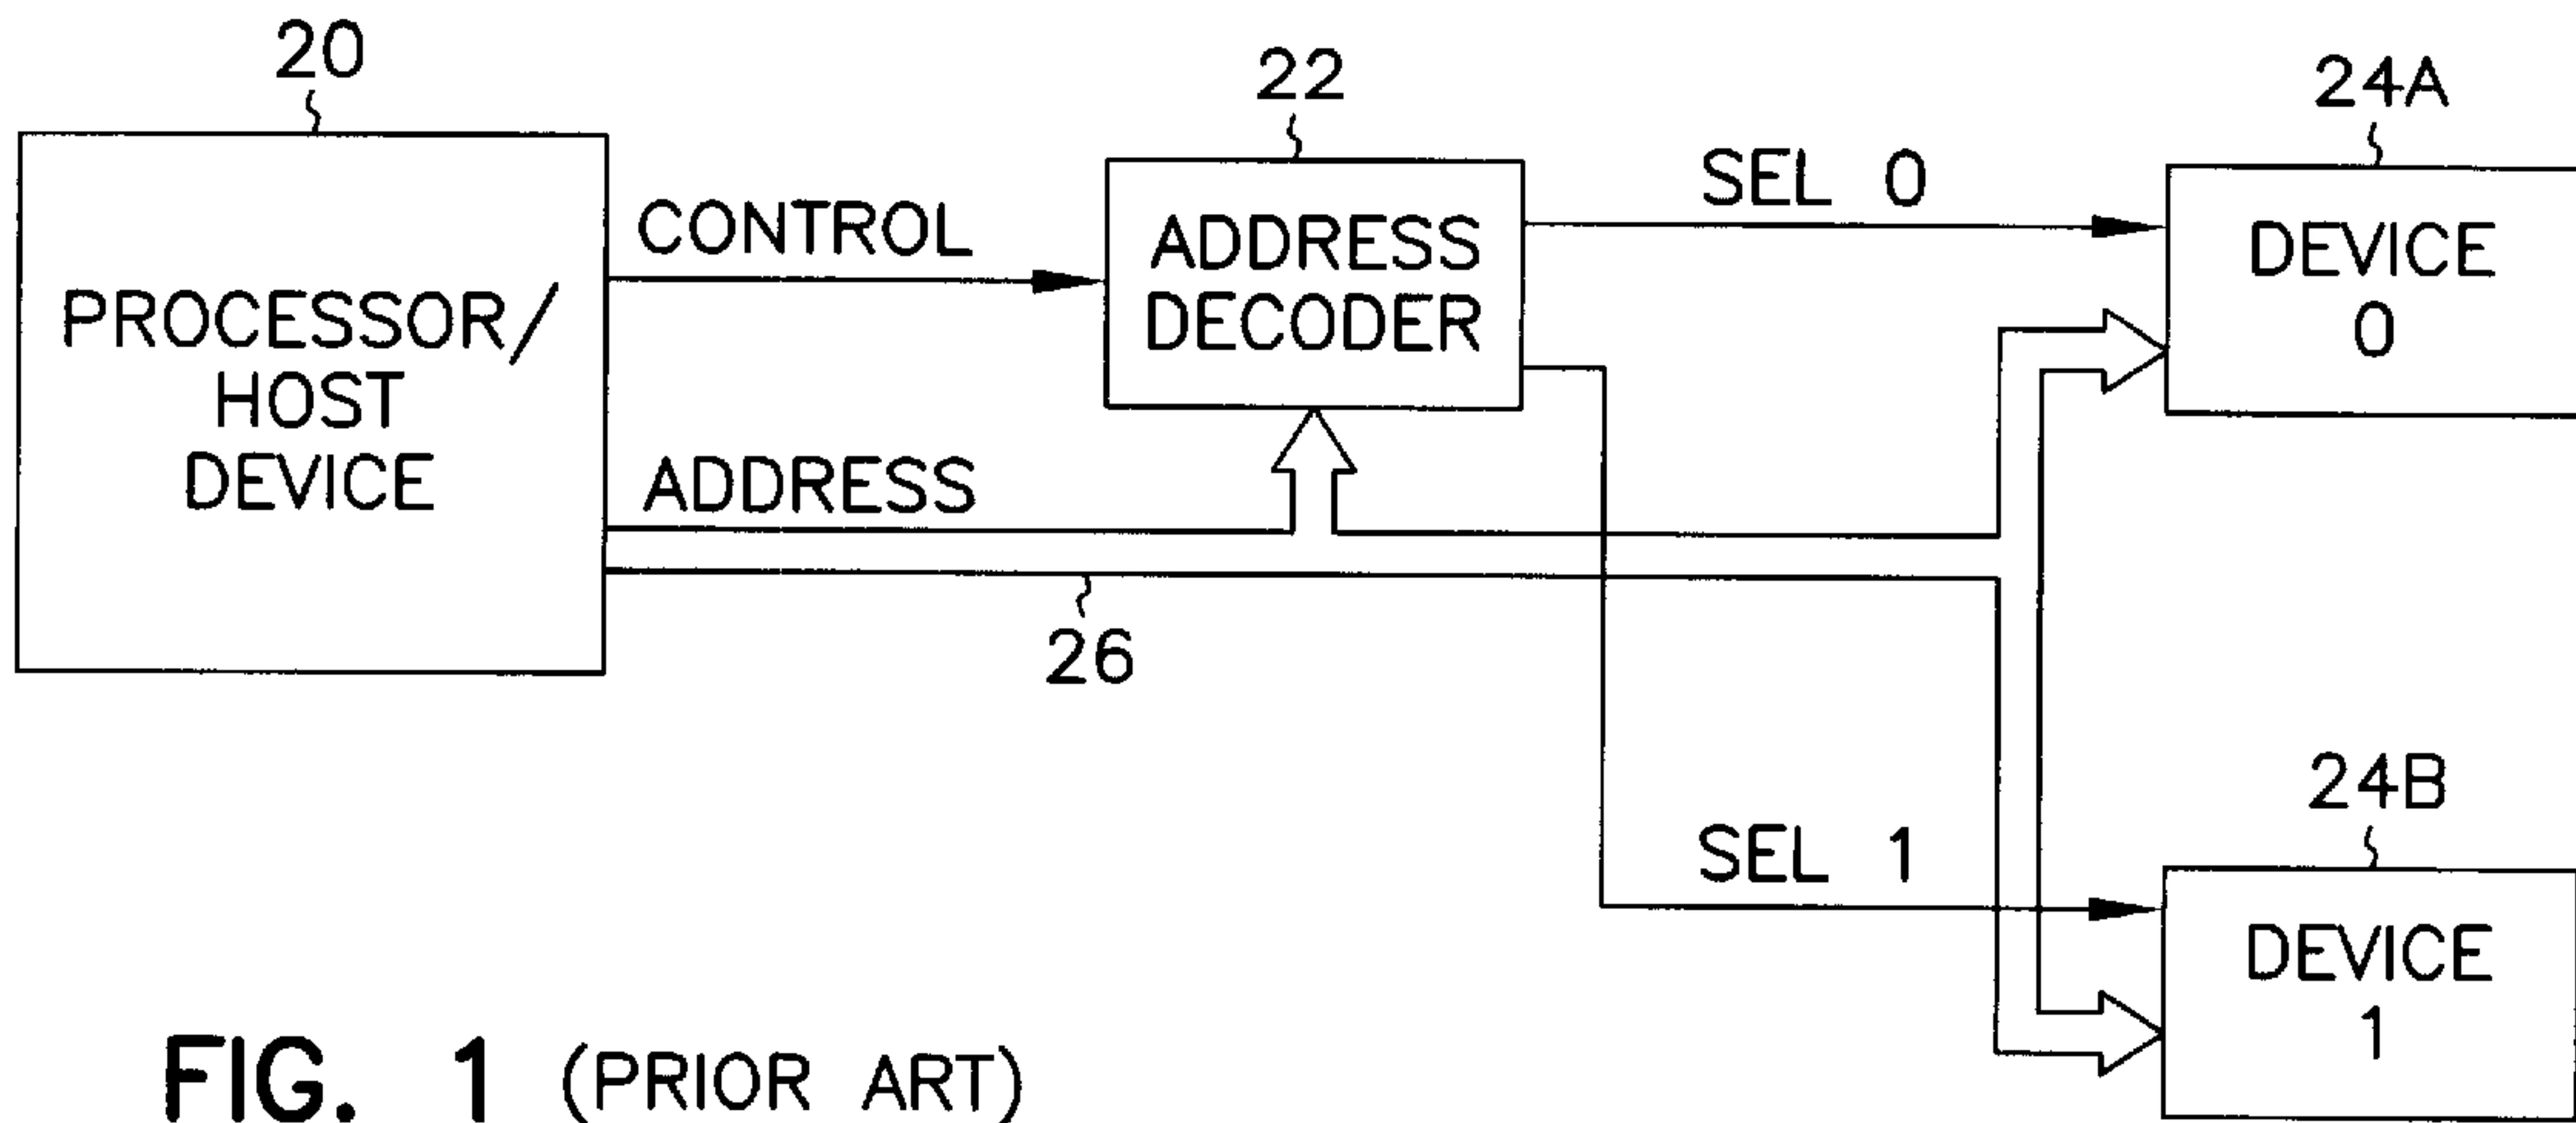 20
22
24A
PROCESSOR/
HOST
DEVICE
CONTROL
ADDRESS
DECODER
SEL 0
DEVICE
0
ADDRESS
26
24B
SEL 1
DEVICE
1
FIG. 1 (PRIOR ART)